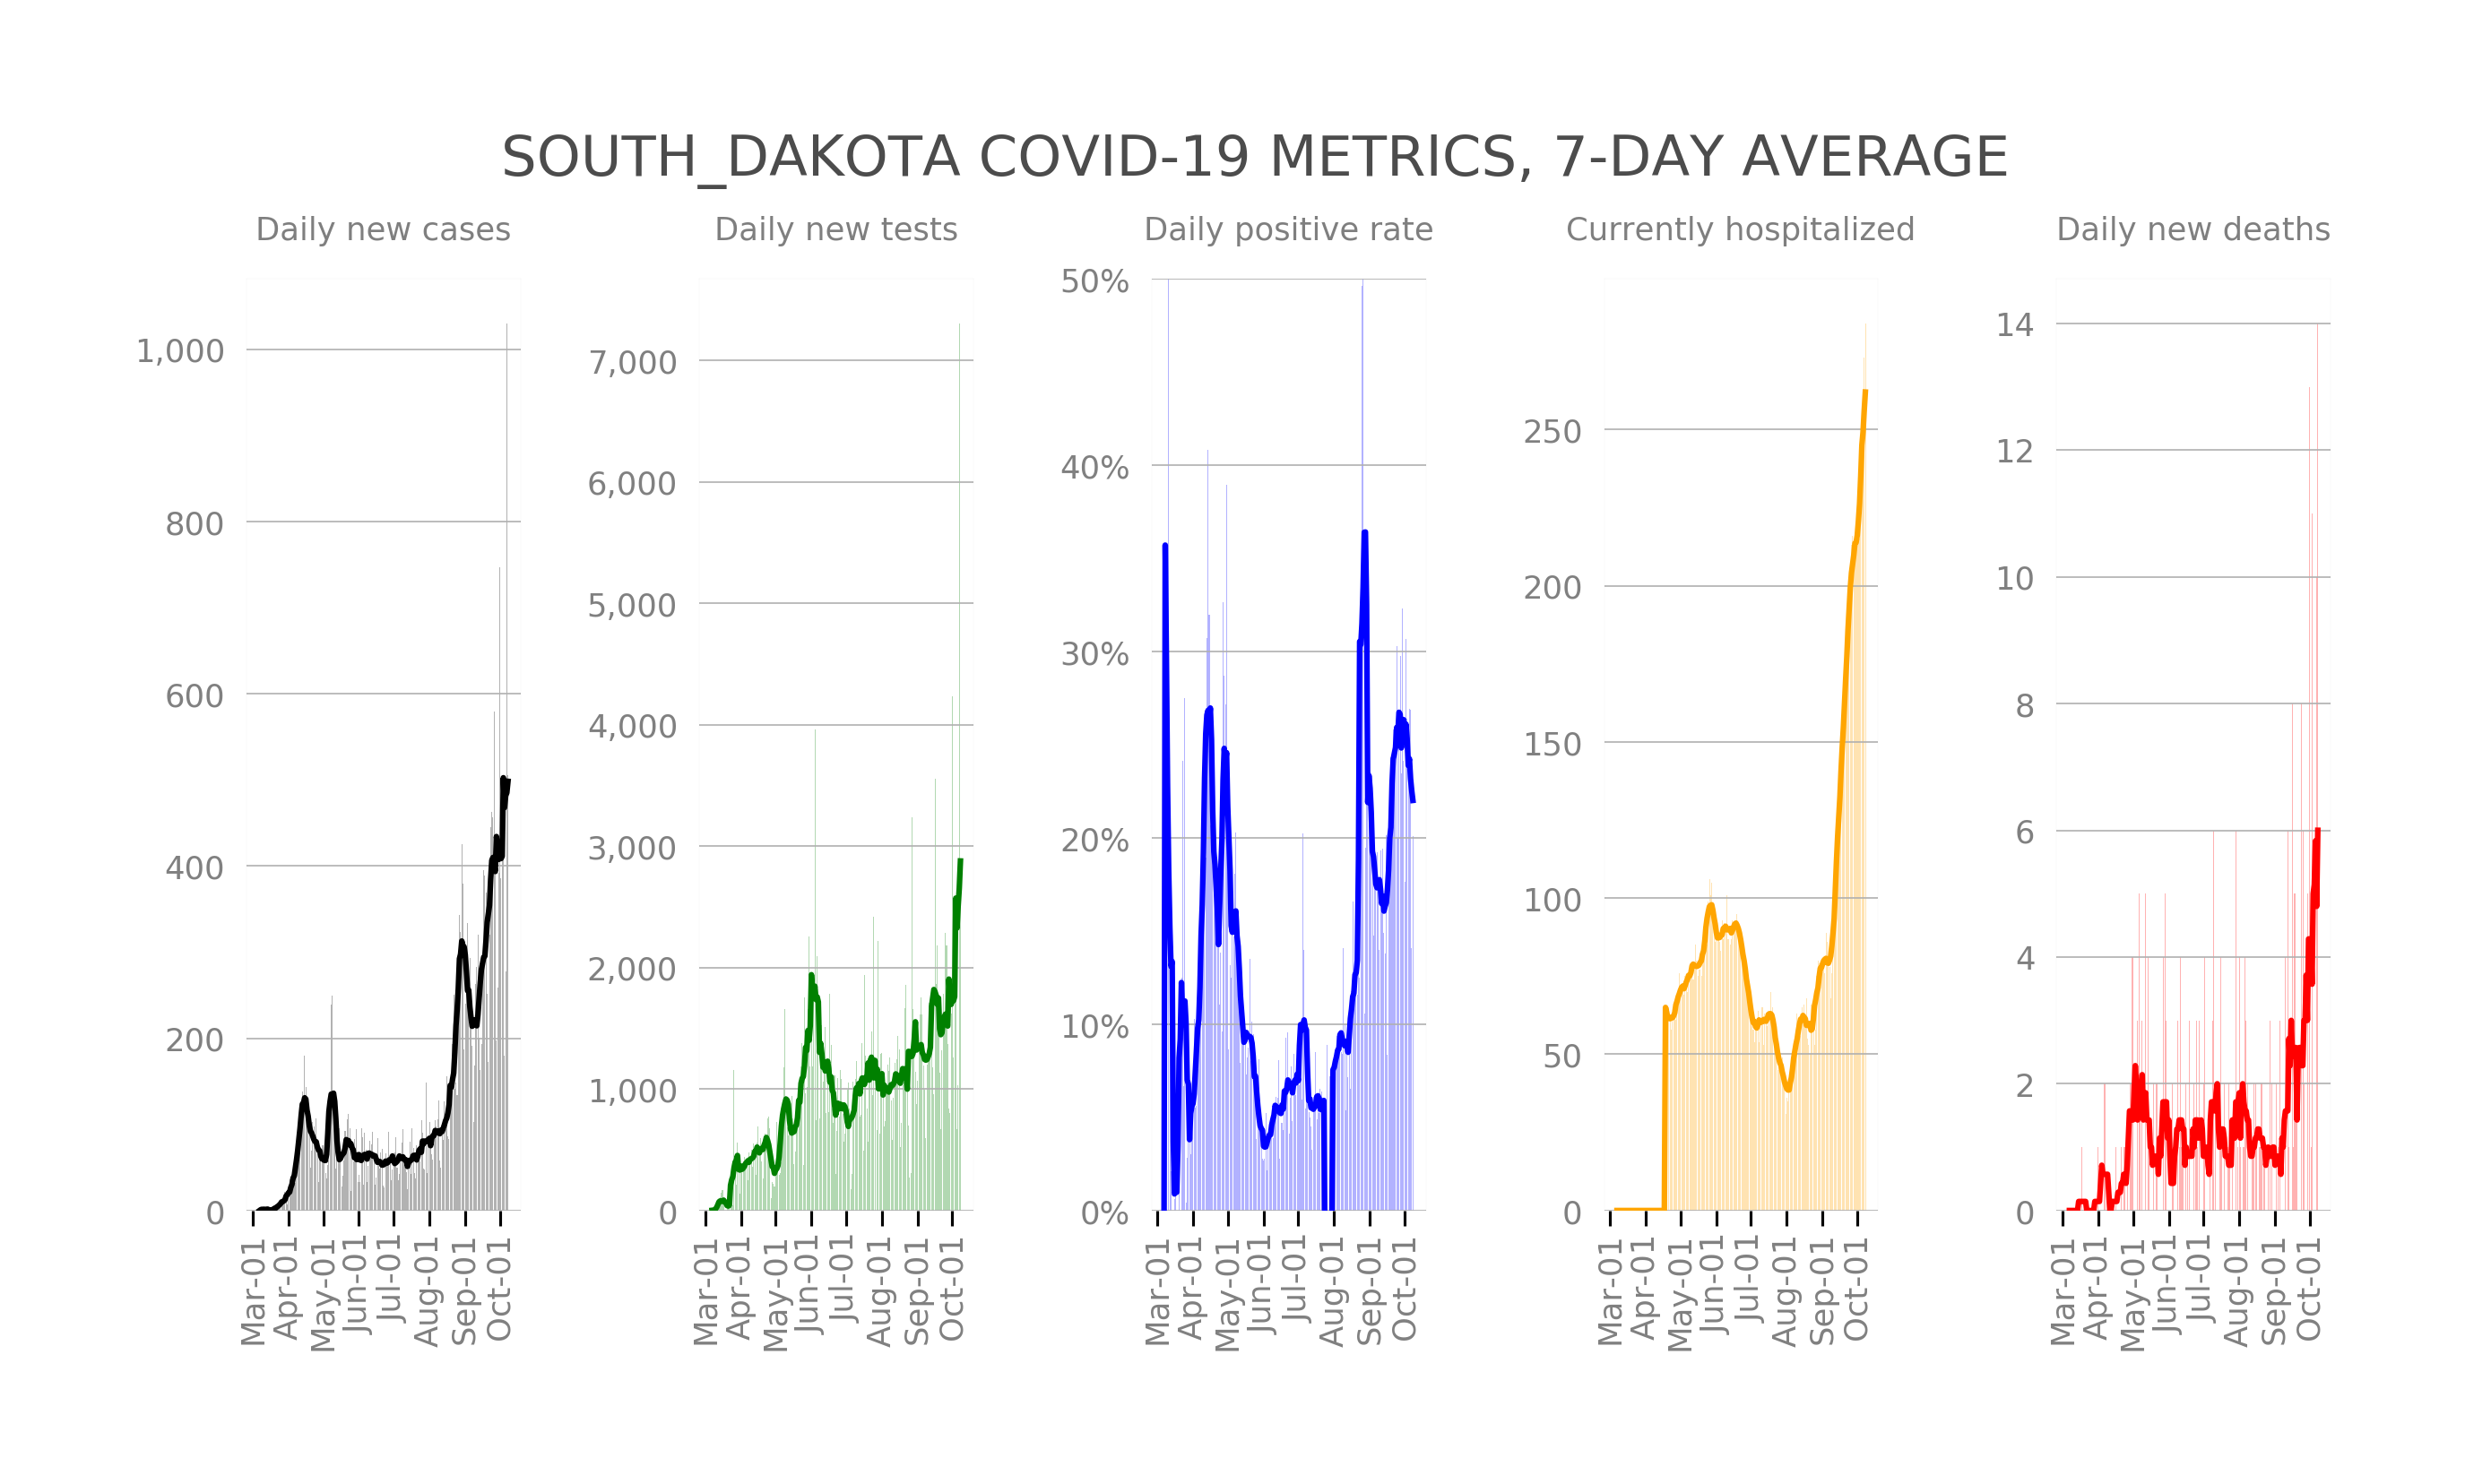 SOUTH_DAKOTA COVID-19 METRICS, 7-DAY AVERAGE
Daily new cases
1,000
800
600
400
200
0
Mar-01
Apr-01
May-01
Jun-01
Jul-01
Aug-01
Sep-01
Oct-01
Daily new tests
7,000
6,000
5,000
4,000
3,000
2,000
1,000
0
Mar-01
Apr-01
May-01
Jun-01
Jul-01
Aug-01
Sep-01
Oct-01
Daily positive rate
50%
40%
30%
20%
10%
0%
Mar-01
Apr-01
May-01
Jun-01
Jul-01
Aug-01
Sep-01
Oct-01
Currently hospitalized
250
200
150
100
50
0
Mar-01
Apr-01
May-01
Jun-01
Jul-01
Aug-01
Sep-01
Oct-01
Daily new deaths
14
12
10
8
6
4
2
0
Mar-01
Apr-01
May-01
Jun-01
Jul-01
Aug-01
Sep-01
Oct-01